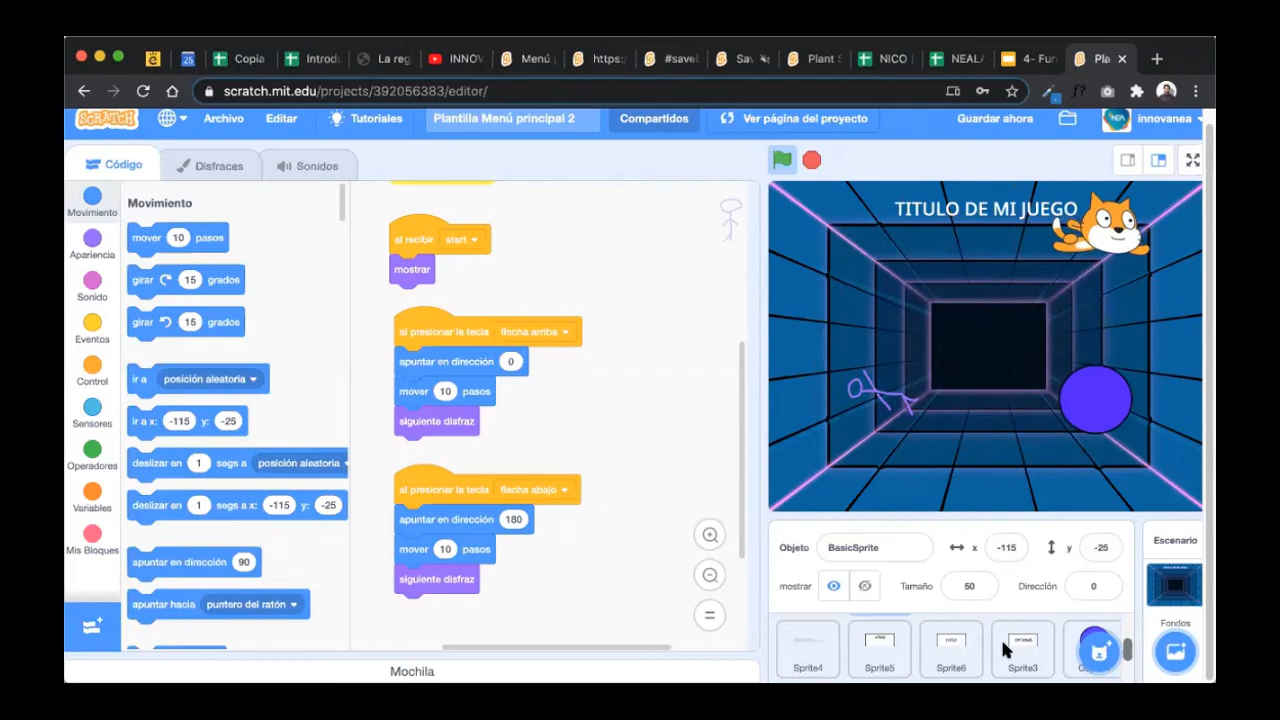 Copia
Introdu
La reg
INNOV
Menú
https:/
#savel
Sav
Plant S
NICO
NEAL/
4- Fun
Pla
scratch.mit.edu/projects/392056383/editor/
SCRATCH
Archivo
Editar
Tutoriales
Plantilla Menú principal 2
Compartidos
Ver página del proyecto
Guardar ahora
innovanea
Código
Disfraces
Sonidos
Movimiento
Apariencia
Sonido
Eventos
Control
Sensores
Operadores
Variables
Mis Bloques
Movimiento
mover 10 pasos
girar 15 grados
girar 15 grados
ir a posición aleatoria
ir a x: -115 y: -25
deslizar en 1 segs a posición aleatoria
deslizar en 1 segs a x: -115 y: -25
apuntar en dirección 90
apuntar hacia puntero del ratón
al recibir start
mostrar
al presionar la tecla flecha arriba
apuntar en dirección 0
mover 10 pasos
siguiente disfraz
al presionar la tecla flecha abajo
apuntar en dirección 180
mover 10 pasos
siguiente disfraz
Mochila
TITULO DE MI JUEGO
Objeto BasicSprite x -115 y -25
mostrar Tamaño 50 Dirección 0
Sprite4
Sprite5
Sprite6
OPCIONES
Sprite3
Escenario
Fondos